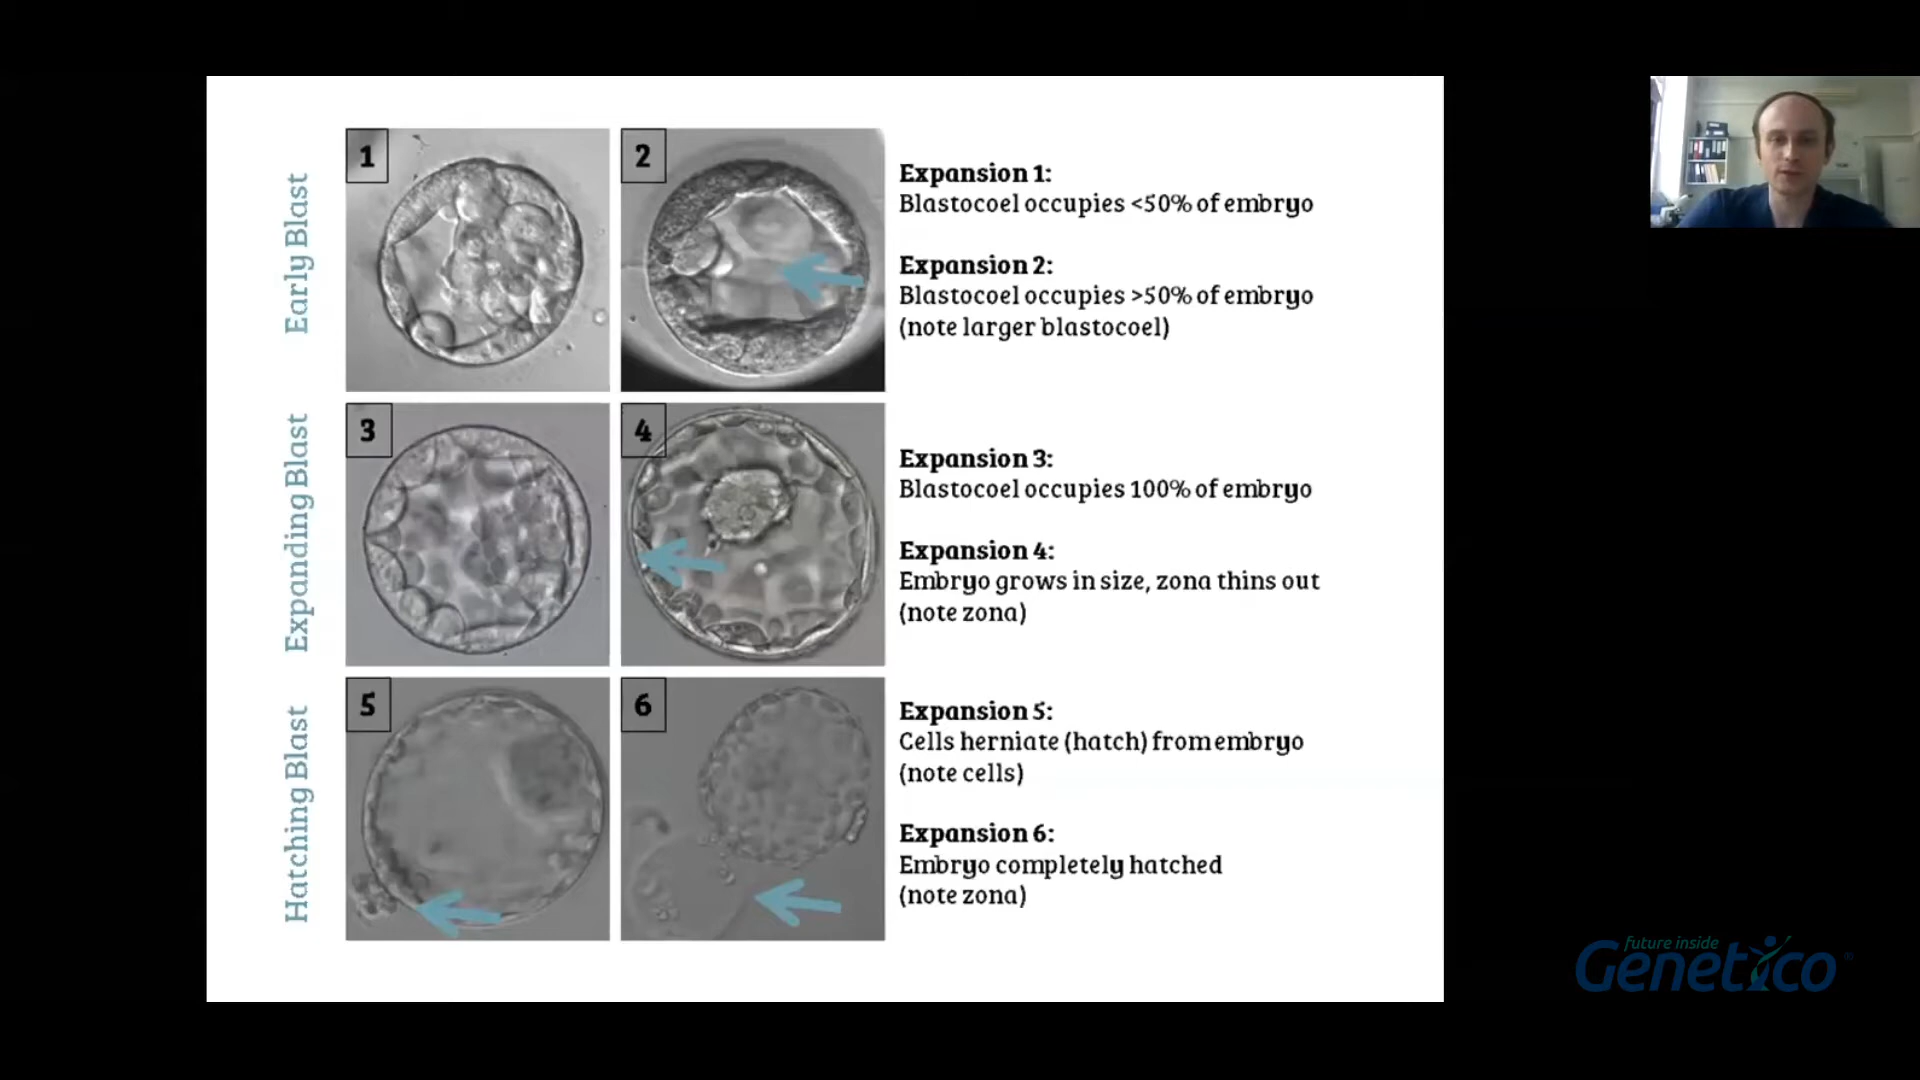 Early Blast
1
2
Expansion 1:
Blastocoel occupies <50% of embryo
Expansion 2:
Blastocoel occupies >50% of embryo
(note larger blastocoel)
Expanding Blast
3
4
Expansion 3:
Blastocoel occupies 100% of embryo
Expansion 4:
Embryo grows in size, zona thins out
(note zona)
Hatching Blast
5
6
Expansion 5:
Cells herniate (hatch) from embryo
(note cells)
Expansion 6:
Embryo completely hatched
(note zona)
future inside
Genetico®